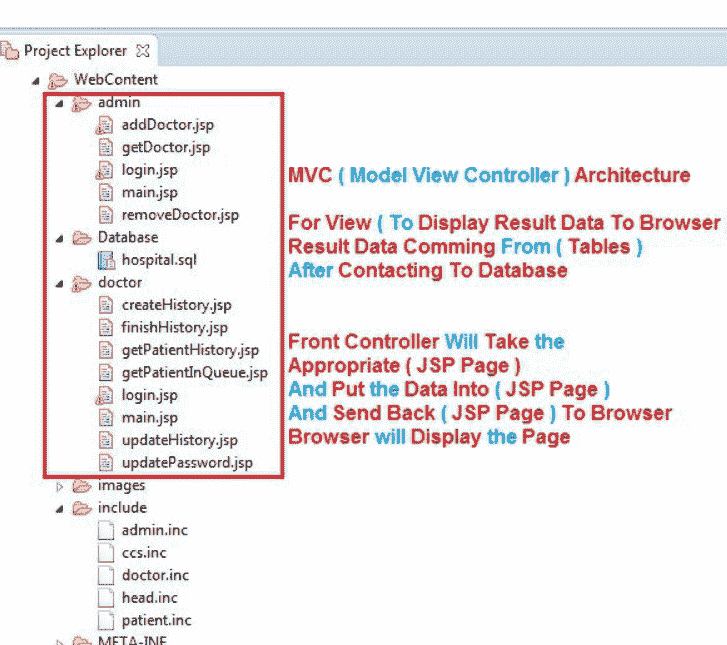 Project Explorer
WebContent
admin
addDoctor.jsp
getDoctor.jsp
login.jsp
main.jsp
removeDoctor.jsp
Database
hospital.sql
doctor
createHistory.jsp
finishHistory.jsp
getPatientHistory.jsp
getPatientInQueue.jsp
login.jsp
main.jsp
updateHistory.jsp
updatePassword.jsp
images
include
admin.inc
ccs.inc
doctor.inc
head.inc
patient.inc
META-INF
MVC ( Model View Controller ) Architecture
For View ( To Display Result Data To Browser
Result Data Comming From ( Tables )
After Contacting To Database
Front Controller Will Take the
Appropriate ( JSP Page )
And Put the Data Into ( JSP Page )
And Send Back ( JSP Page ) To Browser
Browser will Display the Page